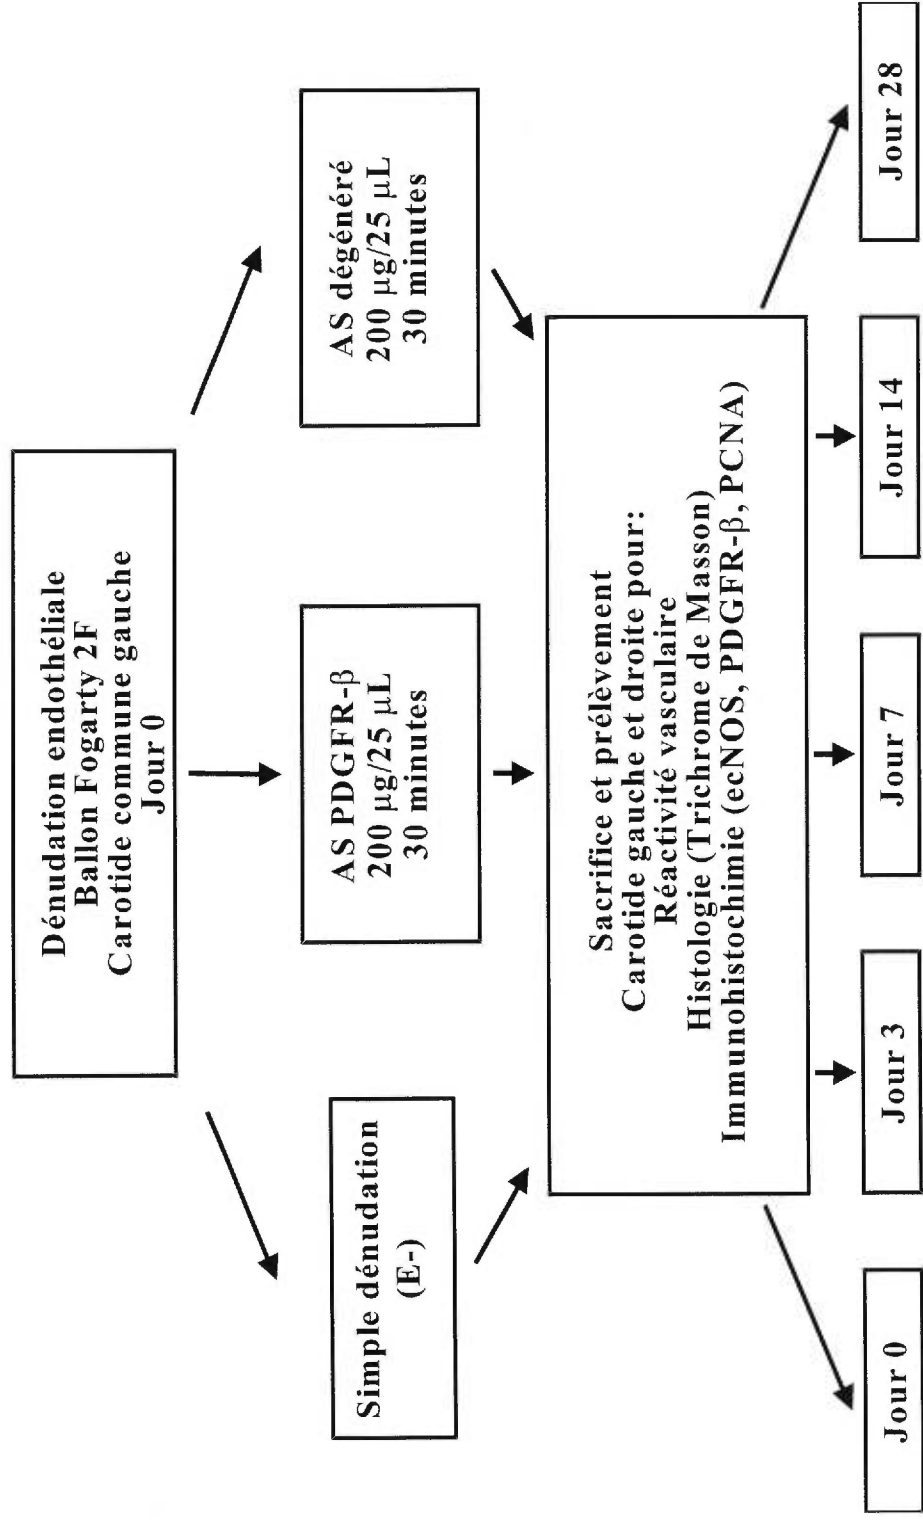 Dénudation endothéliale
Ballon Fogarty 2F
Carotide commune gauche
Jour 0
Simple dénudation
(E-)
AS PDGFR-β
200 µg/25 µL
30 minutes
AS dégénéré
200 µg/25 µL
30 minutes
Sacrifice et prélèvement
Carotide gauche et droite pour:
Réactivité vasculaire
Histologie (Trichrome de Masson)
Immunohistochimie (ecNOS, PDGFR-β, PCNA)
Jour 0
Jour 3
Jour 7
Jour 14
Jour 28